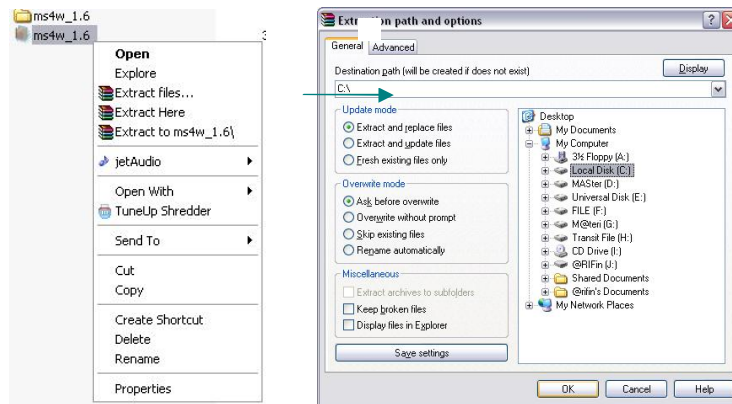 ms4w_1.6
ms4w_1.6
Open
Explore
Extract files...
Extract Here
Extract to ms4w_1.6\
jetAudio
Open With
TuneUp Shredder
Send To
Cut
Copy
Create Shortcut
Delete
Rename
Properties
path and options
General
Advanced
Destination path (will be created if does not exist)
Display
C:\
Update mode
Extract and replace files
Extract and update files
Fresh existing files only
Overwrite mode
Ask before overwrite
Overwrite without prompt
Skip existing files
Rename automatically
Miscellaneous
Extract archives to subfolders
Keep broken files
Display files in Explorer
Save settings
Desktop
My Documents
My Computer
3½ Floppy (A:)
Local Disk (C:)
MASter (D:)
Universal Disk (E:)
FILE (F:)
M@teri (G:)
Transit File (H:)
CD Drive (I:)
@RIFin (J:)
Shared Documents
@rifin's Documents
My Network Places
OK
Cancel
Help